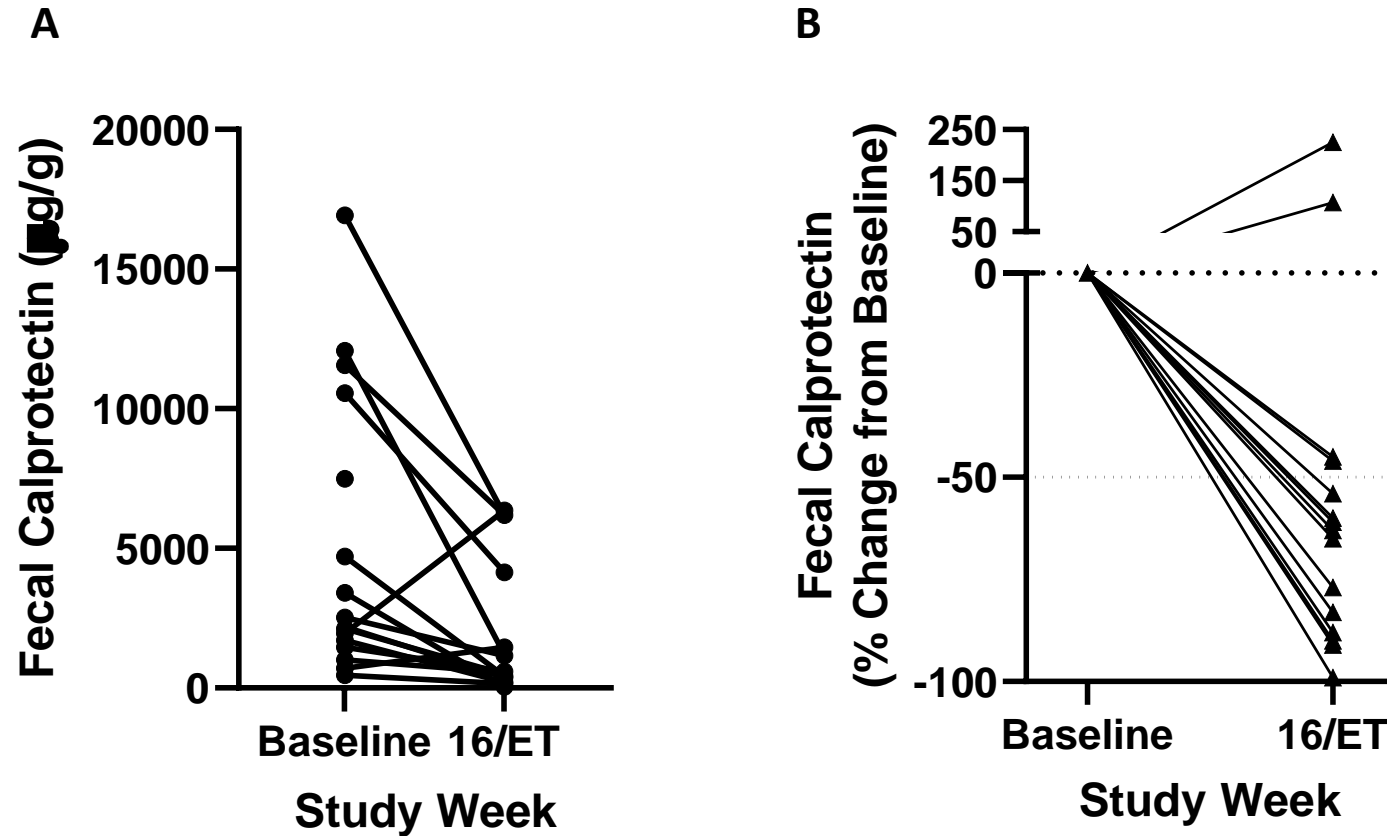 A
Fecal Calprotectin (µg/g)
20000
15000
10000
5000
0
Baseline 16/ET
Study Week
B
Fecal Calprotectin
(% Change from Baseline)
250
150
50
0
-50
-100
Baseline 16/ET
Study Week